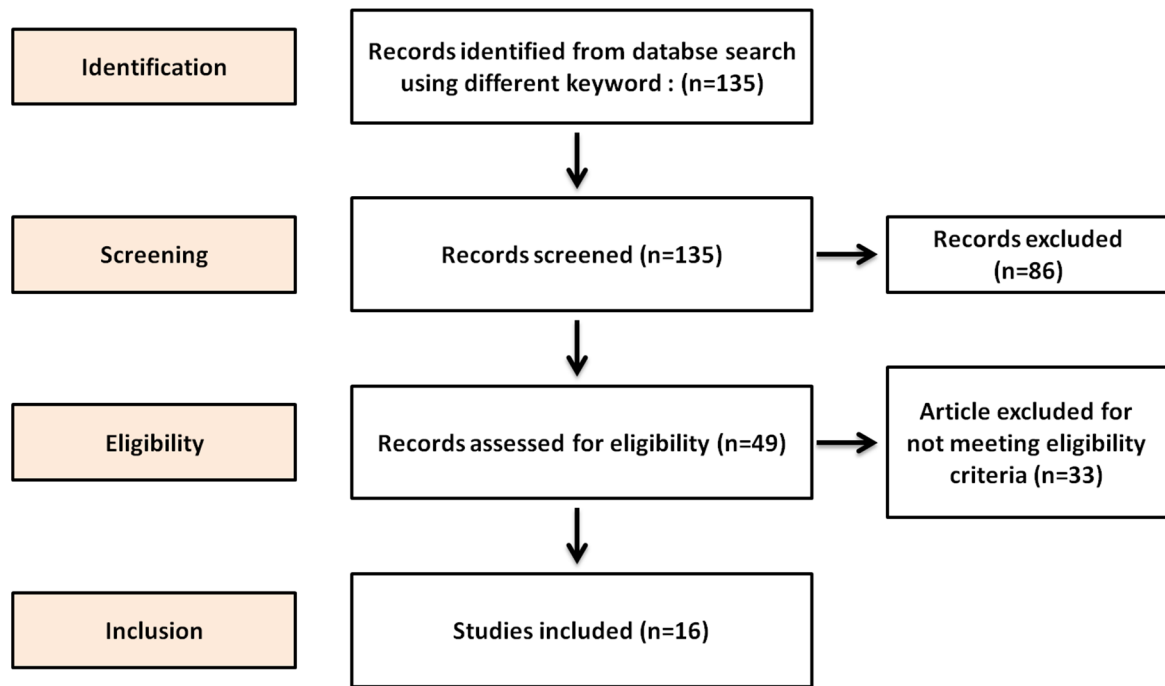 Identification
Records identified from databse search
using different keyword : (n=135)
Screening
Records screened (n=135)
Records excluded
(n=86)
Eligibility
Records assessed for eligibility (n=49)
Article excluded for
not meeting eligibility
criteria (n=33)
Inclusion
Studies included (n=16)